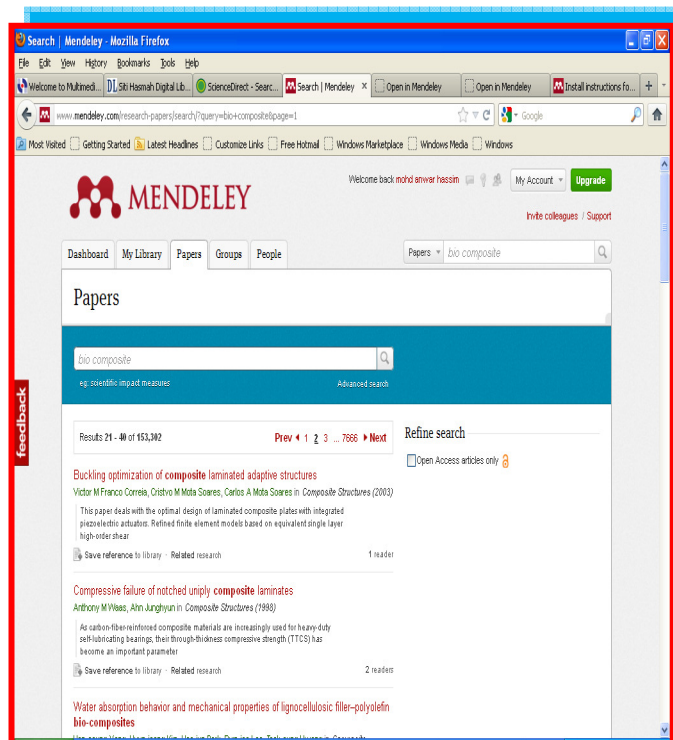 Search | Mendeley - Mozilla Firefox
File Edit View History Bookmarks Tools Help
Welcome to Multimedi... Siti Hasmah Digital Lib... ScienceDirect - Searc... Search | Mendeley × Open in Mendeley Open in Mendeley Install instructions fo...
www.mendeley.com/research-papers/search/?query=bio+composite&page=1 Google
Most Visited Getting Started Latest Headlines Customize Links Free Hotmail Windows Marketplace Windows Media Windows
MENDELEY
Welcome back mohd anwar hassim My Account Upgrade
Invite colleagues / Support
Dashboard My Library Papers Groups People Papers bio composite
Papers
bio composite
eg: scientific impact measures Advanced search
feedback
Results 21 - 40 of 153,302 Prev 1 2 3 ... 7666 Next
Refine search
Open Access articles only
Buckling optimization of composite laminated adaptive structures
Victor M Franco Correia, Cristvo M Mota Soares, Carlos A Mota Soares in Composite Structures (2003)
This paper deals with the optimal design of laminated composite plates with integrated
piezoelectric actuators. Refined finite element models based on equivalent single layer
high-order shear
Save reference to library · Related research 1 reader
Compressive failure of notched uniply composite laminates
Anthony M Waas, Ahn Junghyun in Composite Structures (1998)
As carbon-fiber-reinforced composite materials are increasingly used for heavy-duty
self-lubricating bearings, their through-thickness compressive strength (TTCS) has
become an important parameter
Save reference to library · Related research 2 readers
Water absorption behavior and mechanical properties of lignocellulosic filler–polyolefin
bio-composites